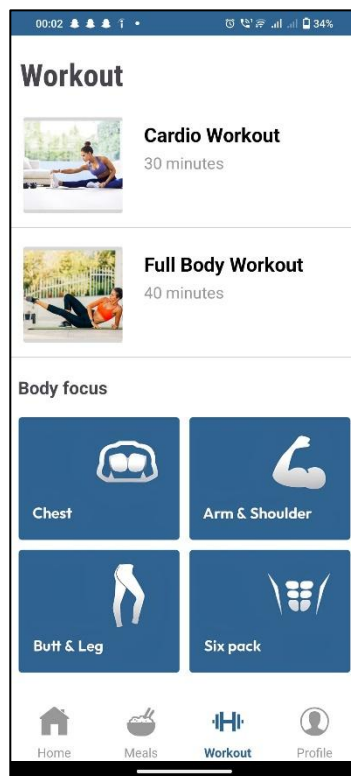 00:02
34%
Workout
Cardio Workout
30 minutes
Full Body Workout
40 minutes
Body focus
Chest
Arm & Shoulder
Butt & Leg
Six pack
Home Meals Workout Profile